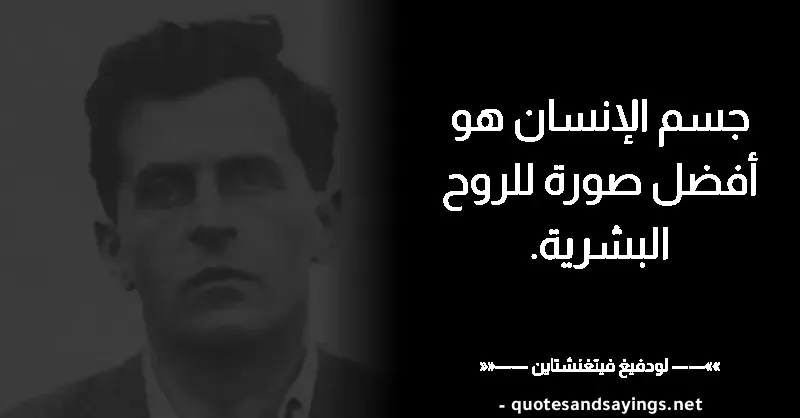 جسم الإنسان هو
أفضل صورة للروح
البشرية.
»»—— لودفيغ فيتغنشتاين ——««
- quotesandsayings.net